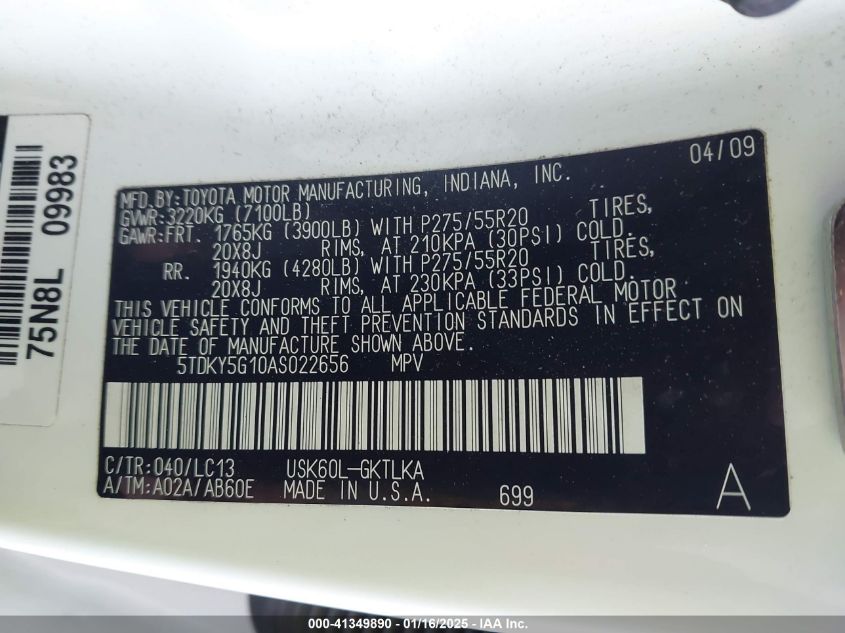 04/09
MFD. BY: TOYOTA MOTOR MANUFACTURING, INDIANA, INC.
GVWR: 3220KG (7100LB)
GAWR: FRT. 1765KG (3900LB) WITH P275/55R20 TIRES,
20X8J RIMS, AT 210KPA (30PSI) COLD.
RR. 1940KG (4280LB) WITH P275/55R20 TIRES,
20X8J RIMS, AT 230KPA (33PSI) COLD.
THIS VEHICLE CONFORMS TO ALL APPLICABLE FEDERAL MOTOR
VEHICLE SAFETY AND THEFT PREVENTION STANDARDS IN EFFECT ON
THE DATE OF MANUFACTURE SHOWN ABOVE.
5TDKY5G10AS022656 MPV
C/TR: 040/LC13 USK60L-GKTLKA
A/TM: A02A/AB60E MADE IN U.S.A. 699 A
75N8L 09983
000-41349890 - 01/16/2025 - IAA Inc.